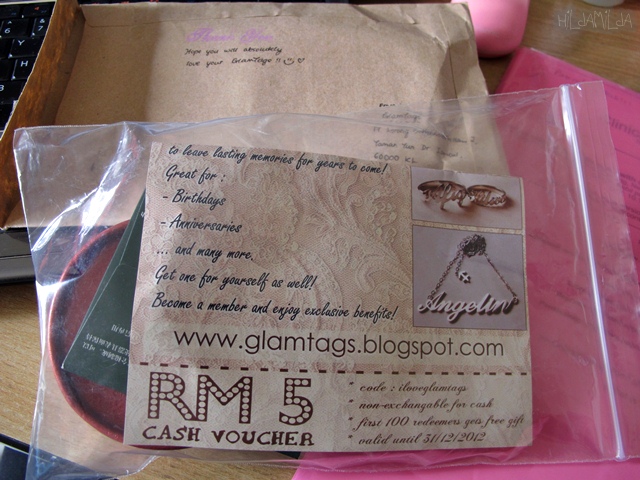 HiLdAMiLdA
Thank You
Hope you will absolutely
love your GlamTags !!
60000 KL
to leave lasting memories for years to come!
Great for :
- Birthdays
- Anniversaries
... and many more.
Get one for yourself as well!
Become a member and enjoy exclusive benefits!
Angelin
www.glamtags.blogspot.com
RM 5
CASH VOUCHER
* code : iloveglamtags
* non-exchangable for cash
* first 100 redeemers gets free gift
* valid until 31/12/2012